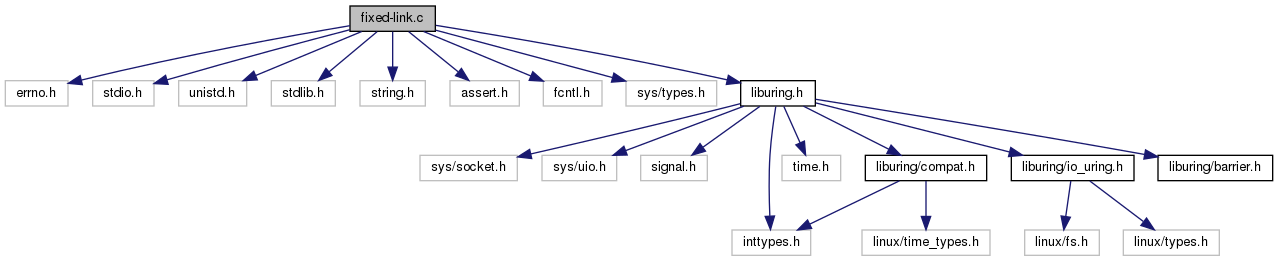 fixed-link.c
errno.h
stdio.h
unistd.h
stdlib.h
string.h
assert.h
fcntl.h
sys/types.h
liburing.h
sys/socket.h
sys/uio.h
signal.h
time.h
liburing/compat.h
liburing/io_uring.h
liburing/barrier.h
inttypes.h
linux/time_types.h
linux/fs.h
linux/types.h